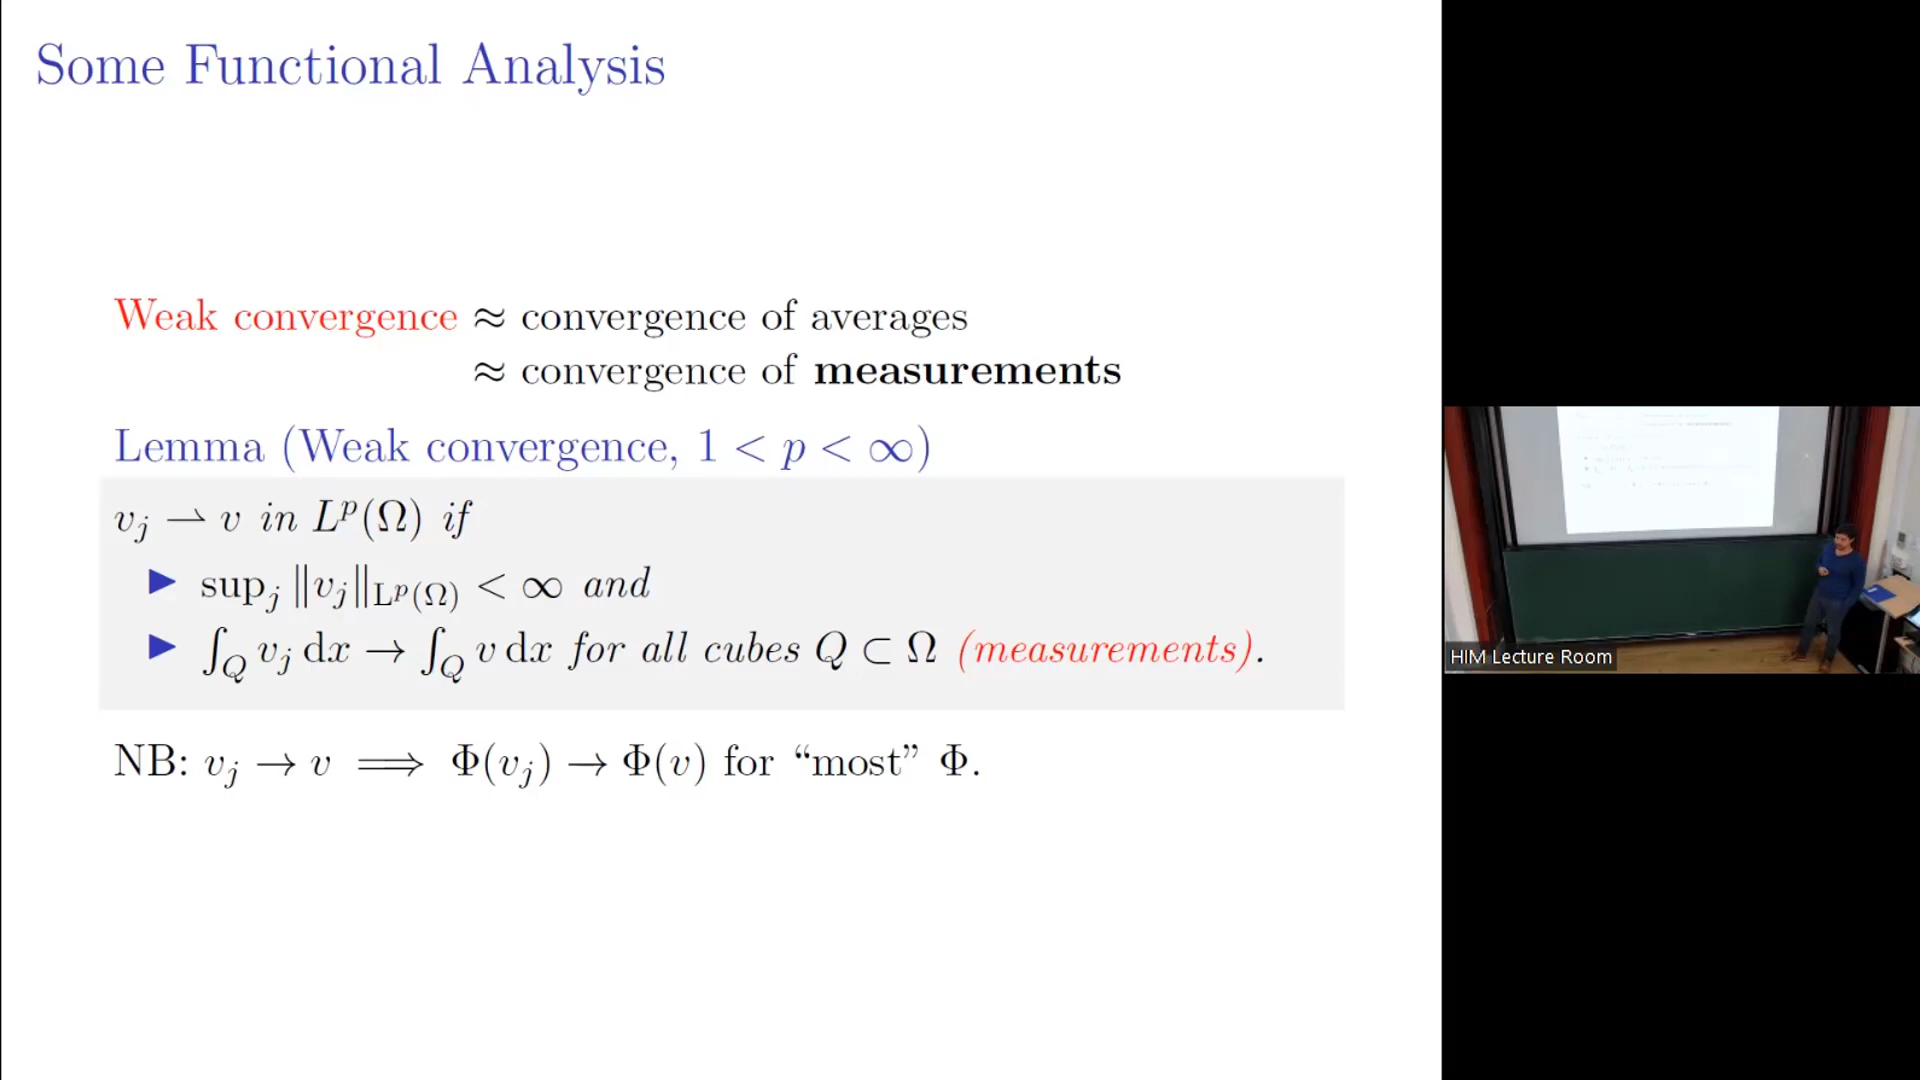 Some Functional Analysis
Weak convergence ≈ convergence of averages
≈ convergence of measurements
Lemma (Weak convergence, 1 < p < ∞)
v_j ⇀ v in L^p(Ω) if
▶ sup_j ‖v_j‖_{L^p(Ω)} < ∞ and
▶ ∫_Q v_j dx → ∫_Q v dx for all cubes Q ⊂ Ω (measurements).
NB: v_j → v ⟹ Φ(v_j) → Φ(v) for “most” Φ.
HIM Lecture Room